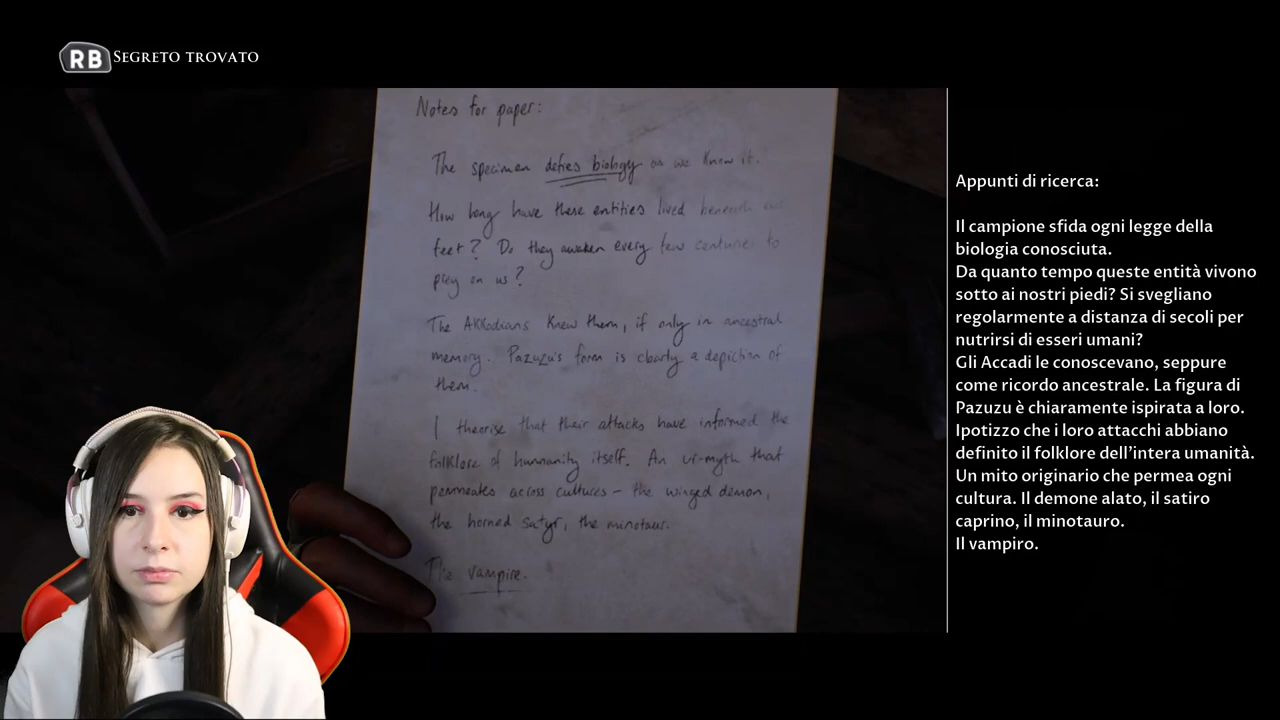 RB SEGRETO TROVATO
Notes for paper:
The specimen defies biology as we know it.
How long have these entities lived beneath our
feet? Do they awaken every few centuries to
prey on us?
The Akkadians knew them, if only in ancestral
memory. Pazuzu's form is clearly a depiction of
them.
I theorise that their attacks have informed the
folklore of humanity itself. An ur-myth that
permeates across cultures – the winged demon,
the horned satyr, the minotaur.
The vampire.
Appunti di ricerca:
Il campione sfida ogni legge della
biologia conosciuta.
Da quanto tempo queste entità vivono
sotto ai nostri piedi? Si svegliano
regolarmente a distanza di secoli per
nutrirsi di esseri umani?
Gli Accadi le conoscevano, seppure
come ricordo ancestrale. La figura di
Pazuzu è chiaramente ispirata a loro.
Ipotizzo che i loro attacchi abbiano
definito il folklore dell'intera umanità.
Un mito originario che permea ogni
cultura. Il demone alato, il satiro
caprino, il minotauro.
Il vampiro.